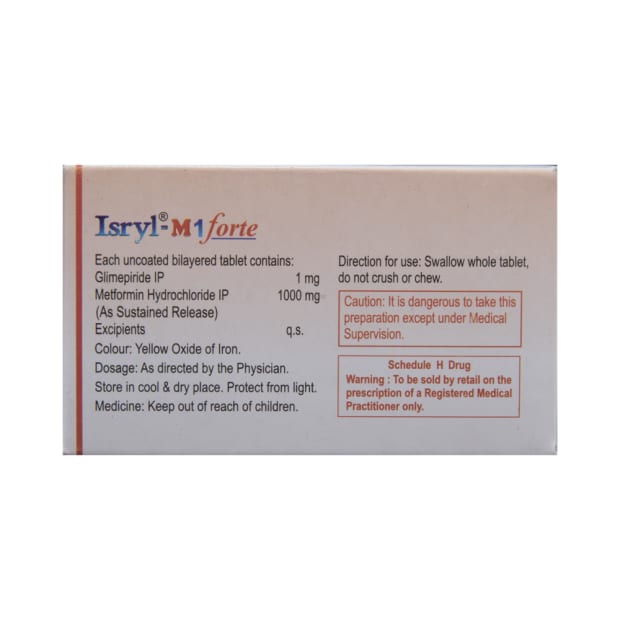 Isryl®-M1forte
Each uncoated bilayered tablet contains:
Glimepiride IP 1 mg
Metformin Hydrochloride IP 1000 mg
(As Sustained Release)
Excipients q.s.
Colour: Yellow Oxide of Iron.
Dosage: As directed by the Physician.
Store in cool & dry place. Protect from light.
Medicine: Keep out of reach of children.
Direction for use: Swallow whole tablet,
do not crush or chew.
Caution: It is dangerous to take this
preparation except under Medical
Supervision.
Schedule H Drug
Warning : To be sold by retail on the
prescription of a Registered Medical
Practitioner only.